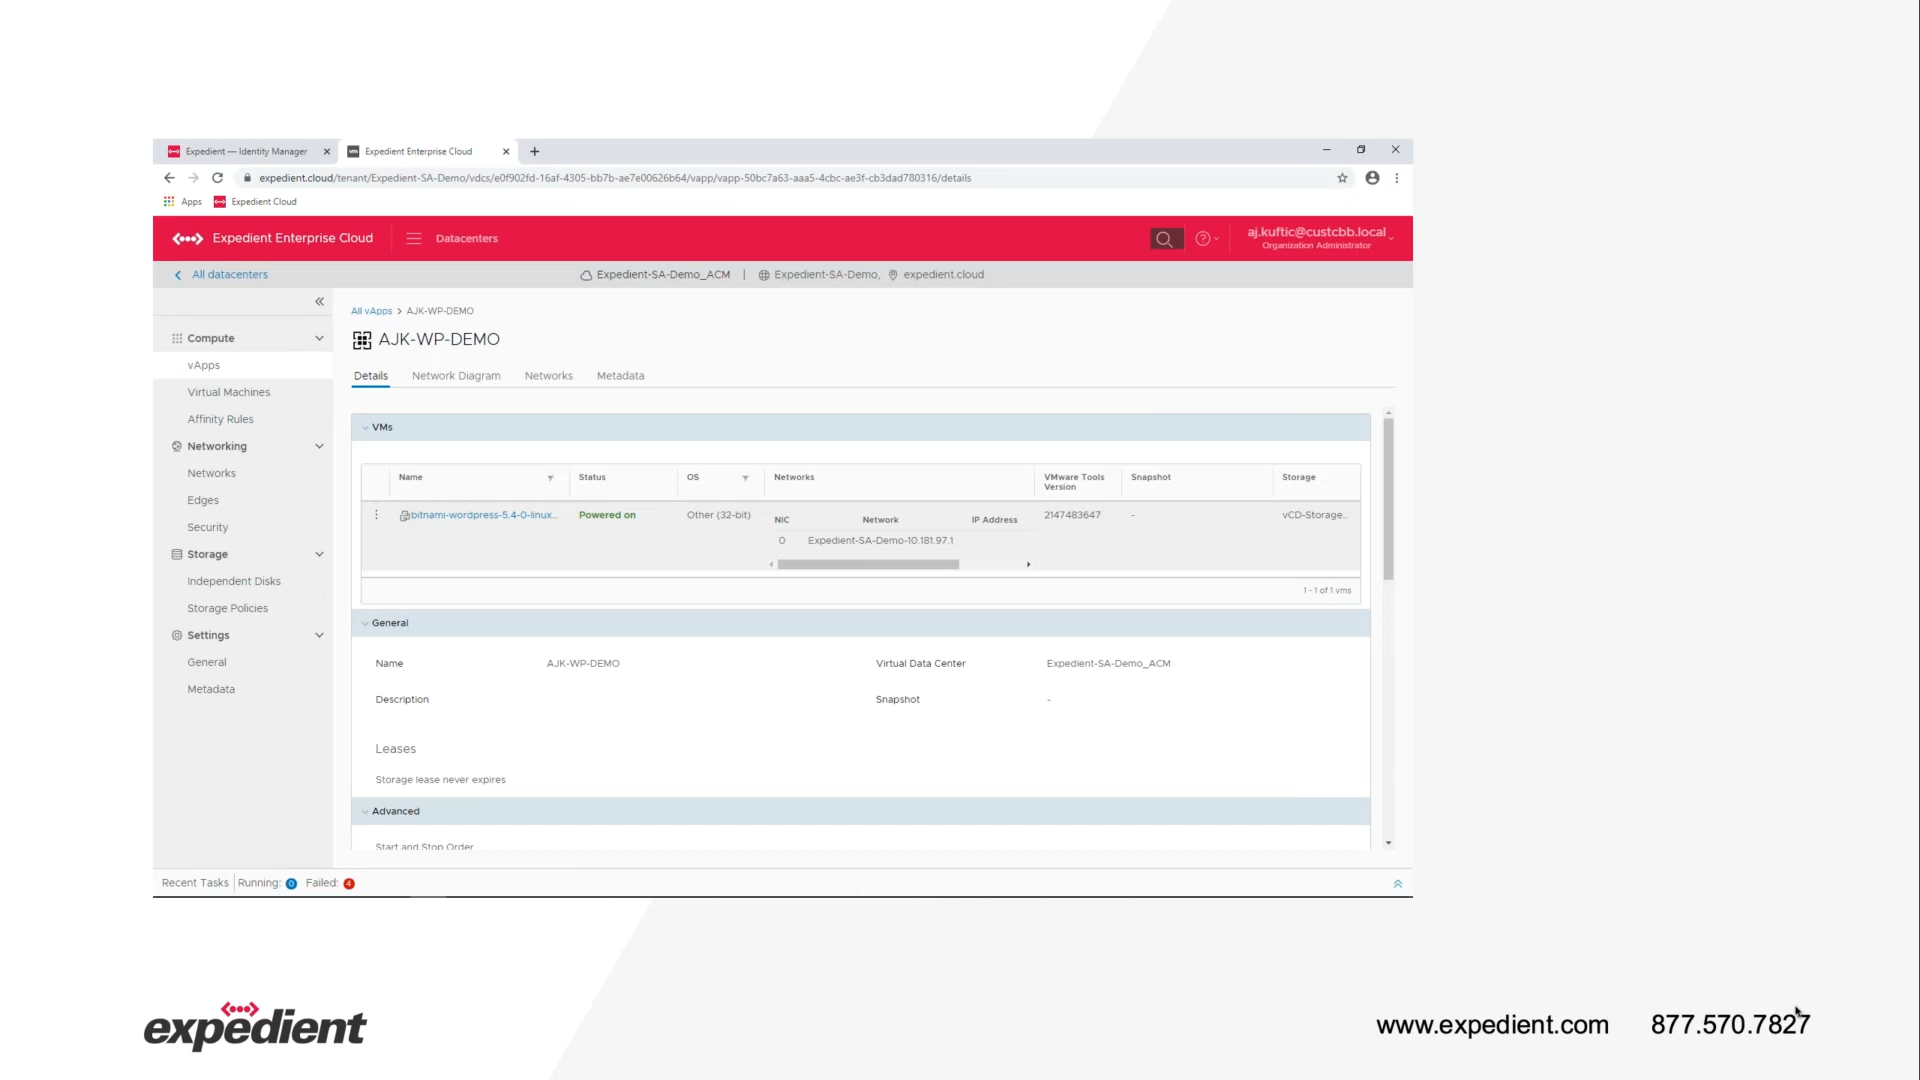 Expedient — Identity Manager
Expedient Enterprise Cloud
expedient.cloud/tenant/Expedient-SA-Demo/vdcs/e0f902fd-16af-4305-bb7b-ae7e00626b64/vapp/vapp-50bc7a63-aaa5-4cbc-ae3f-cb3dad780316/details
Apps
Expedient Cloud
Expedient Enterprise Cloud
Datacenters
aj.kuftic@custcbb.local
Organization Administrator
All datacenters
Expedient-SA-Demo_ACM | Expedient-SA-Demo, expedient.cloud
Compute
vApps
Virtual Machines
Affinity Rules
Networking
Networks
Edges
Security
Storage
Independent Disks
Storage Policies
Settings
General
Metadata
All vApps > AJK-WP-DEMO
AJK-WP-DEMO
Details Network Diagram Networks Metadata
VMs
Name Status OS Networks VMware Tools Version Snapshot Storage
bitnami-wordpress-5.4-0-linux... Powered on Other (32-bit) 2147483647 - vCD-Storage...
NIC Network IP Address
0 Expedient-SA-Demo-10.181.97.1
1 - 1 of 1 vms
General
Name AJK-WP-DEMO Virtual Data Center Expedient-SA-Demo_ACM
Description Snapshot -
Leases
Storage lease never expires
Advanced
Start and Stop Order
Recent Tasks Running: 0 Failed: 4
expedient
www.expedient.com 877.570.7827